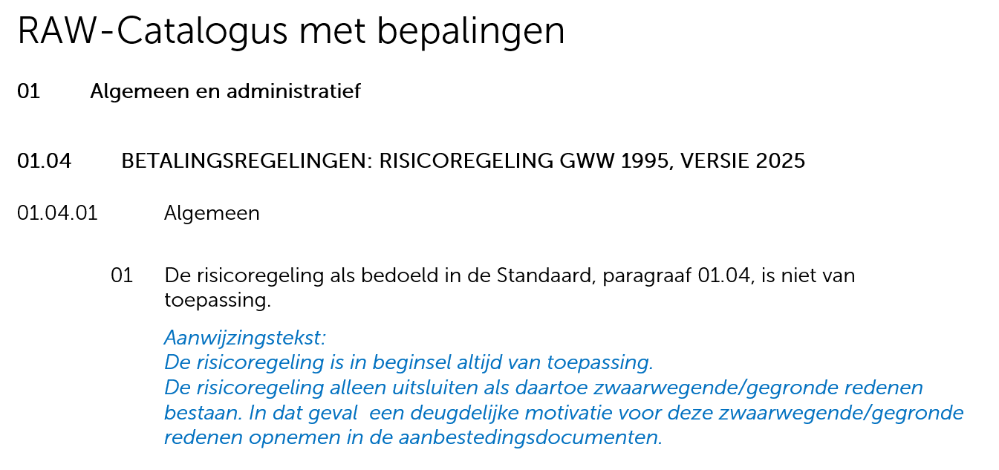 RAW-Catalogus met bepalingen
01 Algemeen en administratief
01.04 BETALINGSREGELINGEN: RISICOREGELING GWW 1995, VERSIE 2025
01.04.01 Algemeen
01 De risicoregeling als bedoeld in de Standaard, paragraaf 01.04, is niet van
toepassing.
Aanwijzingstekst:
De risicoregeling is in beginsel altijd van toepassing.
De risicoregeling alleen uitsluiten als daartoe zwaarwegende/gegronde redenen
bestaan. In dat geval  een deugdelijke motivatie voor deze zwaarwegende/gegronde
redenen opnemen in de aanbestedingsdocumenten.